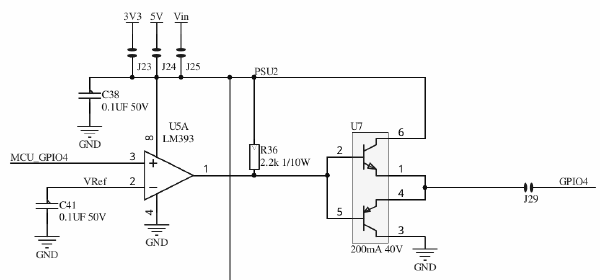 3V3 5V Vin
J23 J24 J25
PSU2
C38
0.1UF 50V
GND
U5A
LM393
8
U7
6
R36
2.2k 1/10W
MCU_GPIO4 3
+
1
2
1
VRef 2
−
4
GPIO4
J29
C41
0.1UF 50V
4
5
3
GND
GND
200mA 40V
GND